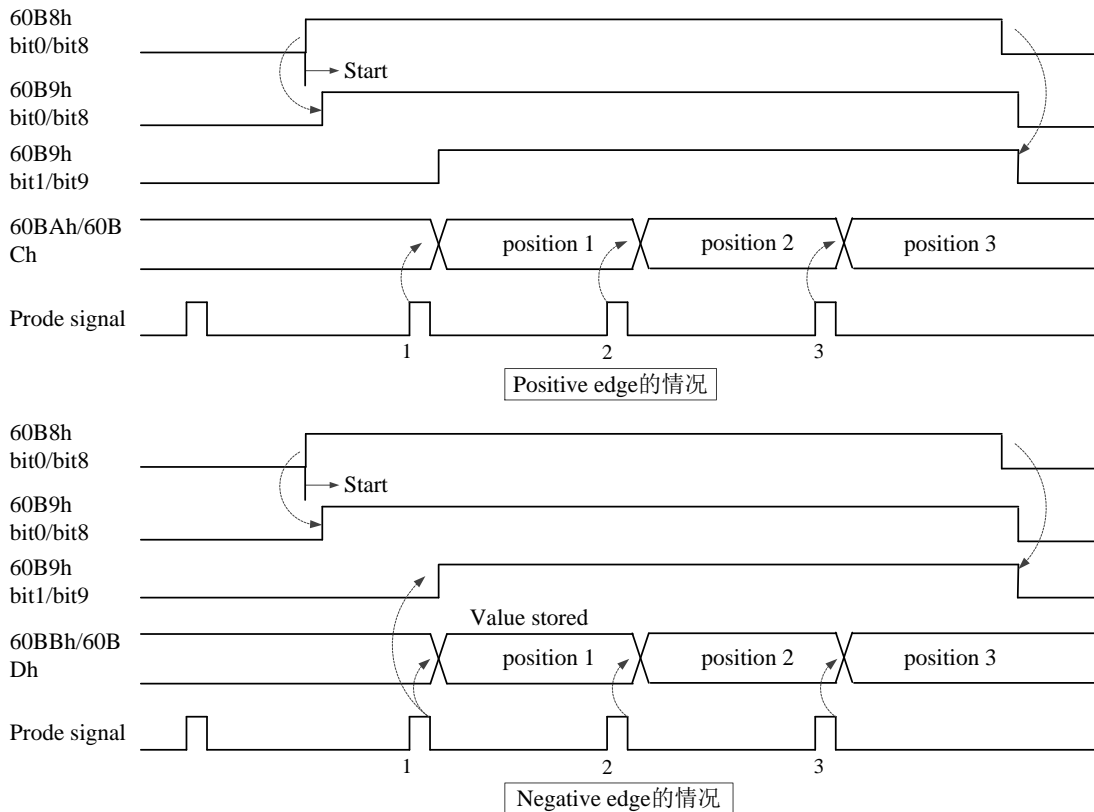 60B8h
bit0/bit8
Start
60B9h
bit0/bit8
60B9h
bit1/bit9
60BAh/60B
Ch
position 1
position 2
position 3
Prode signal
1
2
3
Positive edge的情况
60B8h
bit0/bit8
Start
60B9h
bit0/bit8
60B9h
bit1/bit9
Value stored
60BBh/60B
Dh
position 1
position 2
position 3
Prode signal
1
2
3
Negative edge的情况